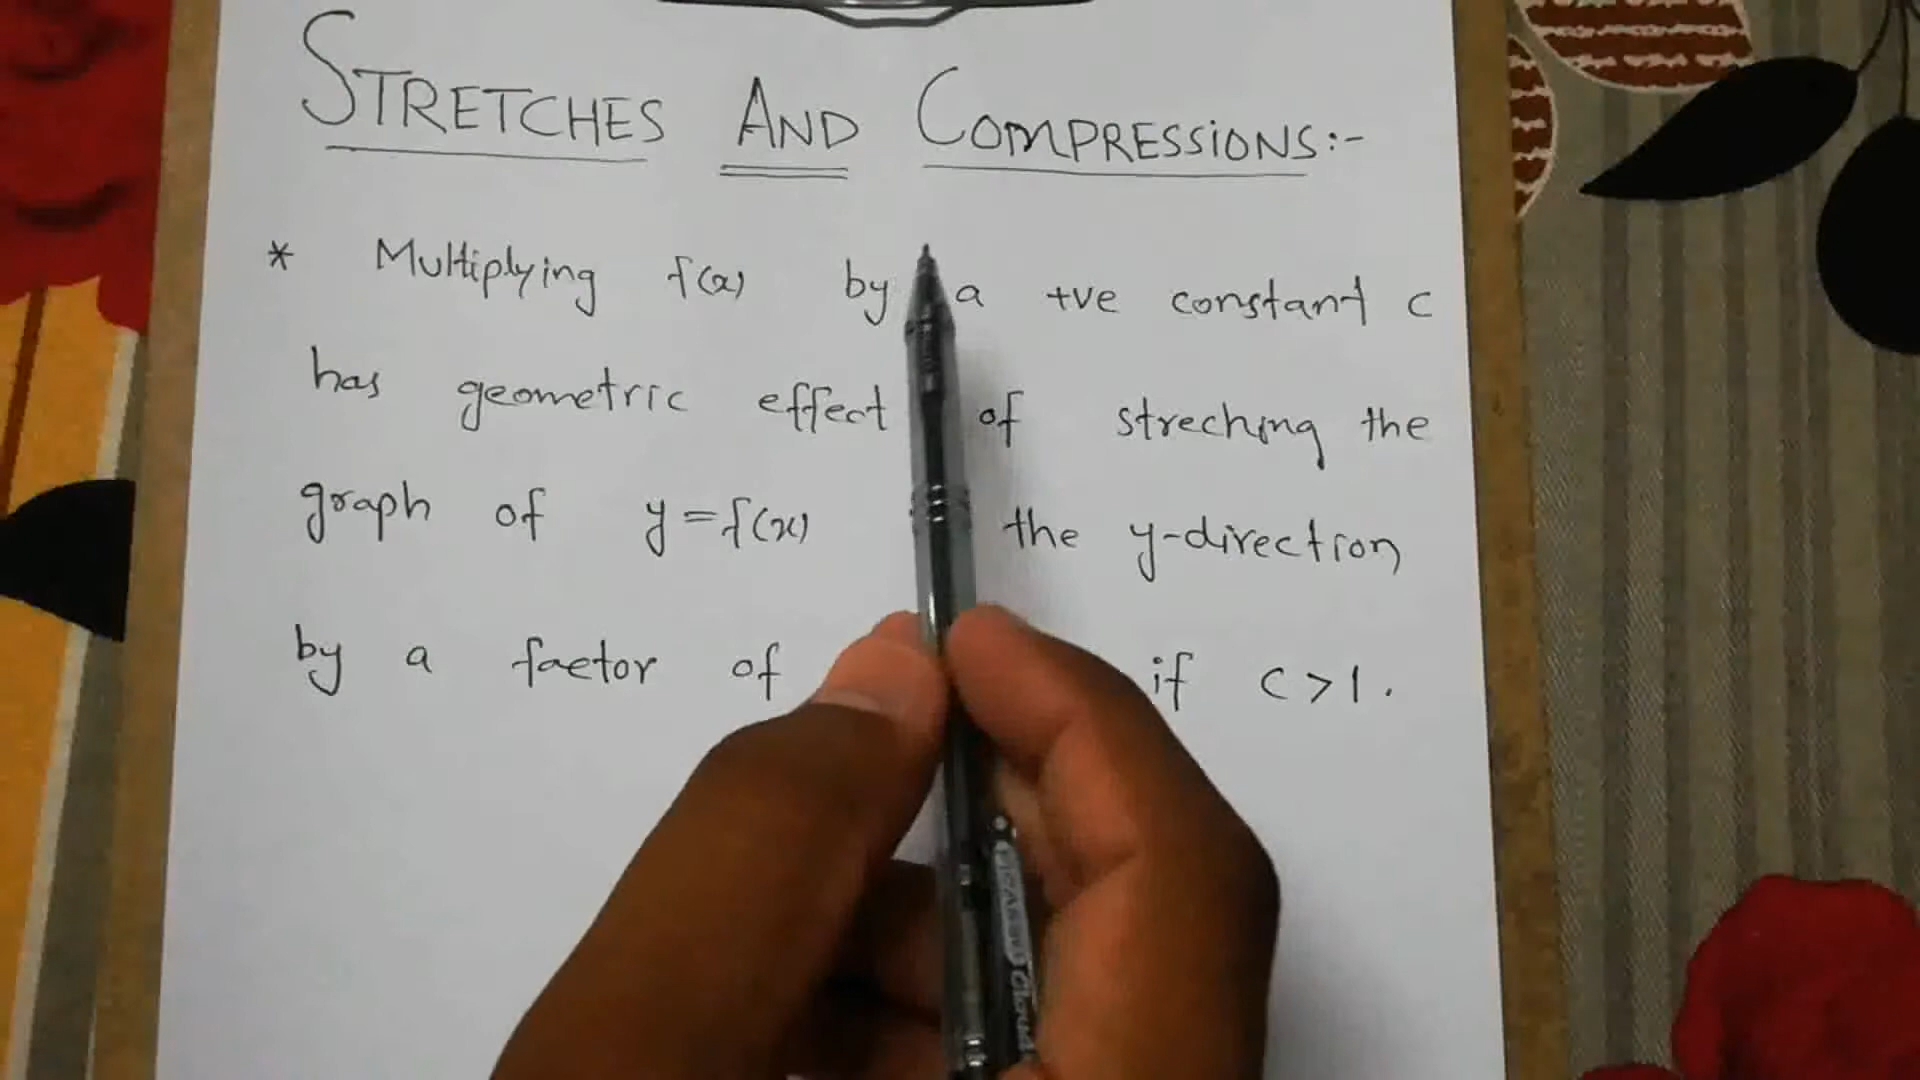 STRETCHES AND COMPRESSIONS:-
* Multiplying f(x) by a +ve constant c
has geometric effect of streching the
graph of y=f(x) the y-direction
by a factor of if c>1.